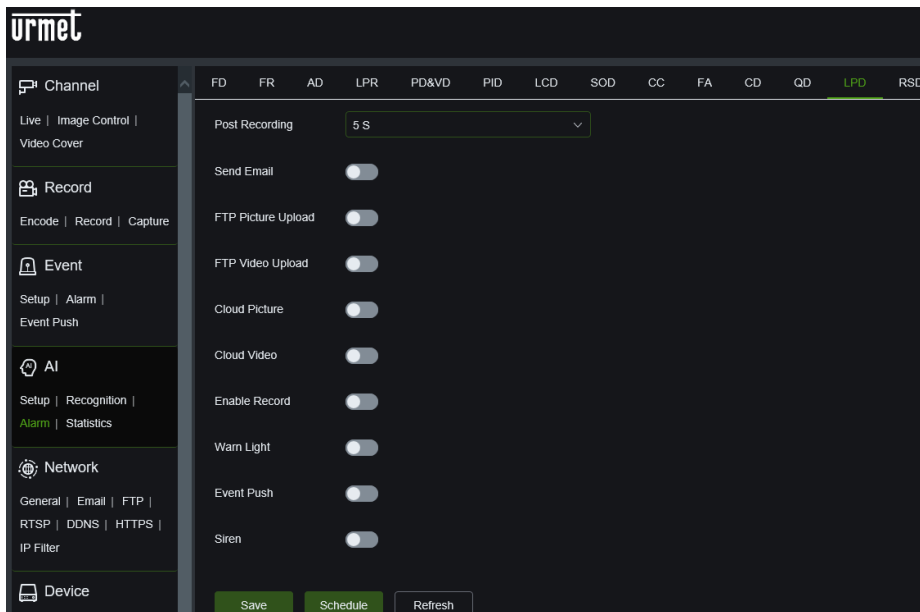 urmet
Channel
Live | Image Control |
Video Cover
Record
Encode | Record | Capture
Event
Setup | Alarm |
Event Push
AI
Setup | Recognition |
Alarm | Statistics
Network
General | Email | FTP |
RTSP | DDNS | HTTPS |
IP Filter
Device
FD FR AD LPR PD&VD PID LCD SOD CC FA CD QD LPD RSD
Post Recording 5 S
Send Email
FTP Picture Upload
FTP Video Upload
Cloud Picture
Cloud Video
Enable Record
Warn Light
Event Push
Siren
Save Schedule Refresh